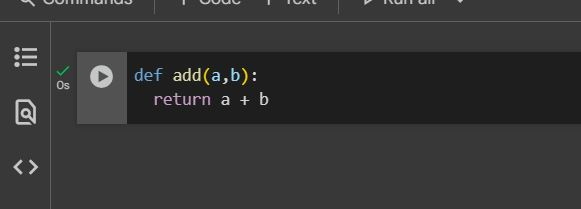 Commands + Code + Text Run all
0s
def add(a,b):
  return a + b